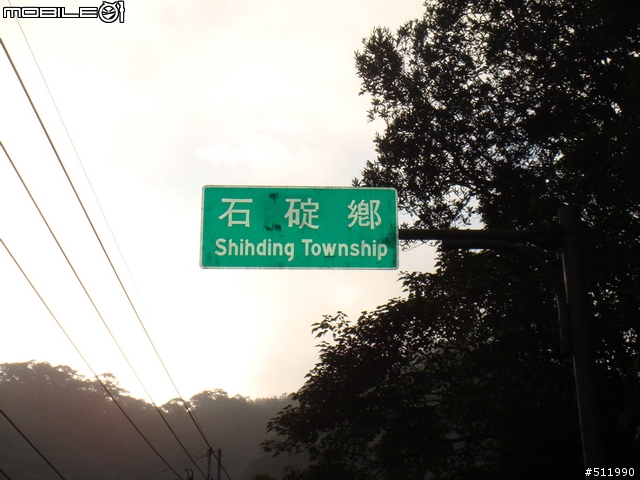 MOBILE01
石碇鄉
Shihding Township
#511990